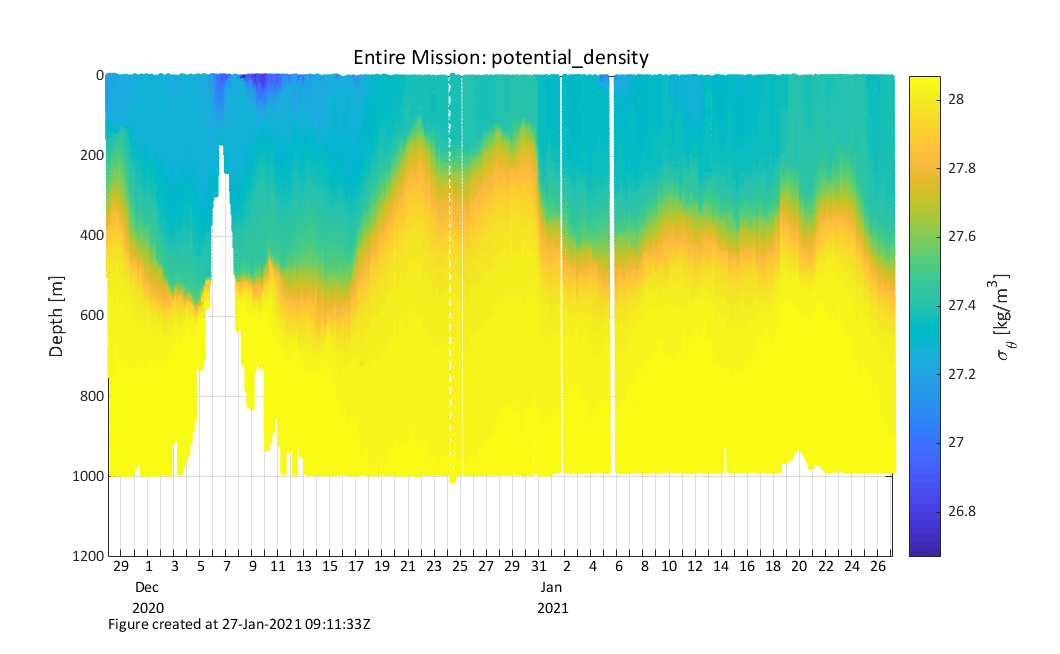 Entire Mission: potential_density
0
200
400
600
800
1000
1200
Depth [m]
29 1 3 5 7 9 11 13 15 17 19 21 23 25 27 29 31 2 4 6 8 10 12 14 16 18 20 22 24 26
Dec Jan
2020 2021
28
27.8
27.6
27.4
27.2
27
26.8
σθ [kg/m³]
Figure created at 27-Jan-2021 09:11:33Z